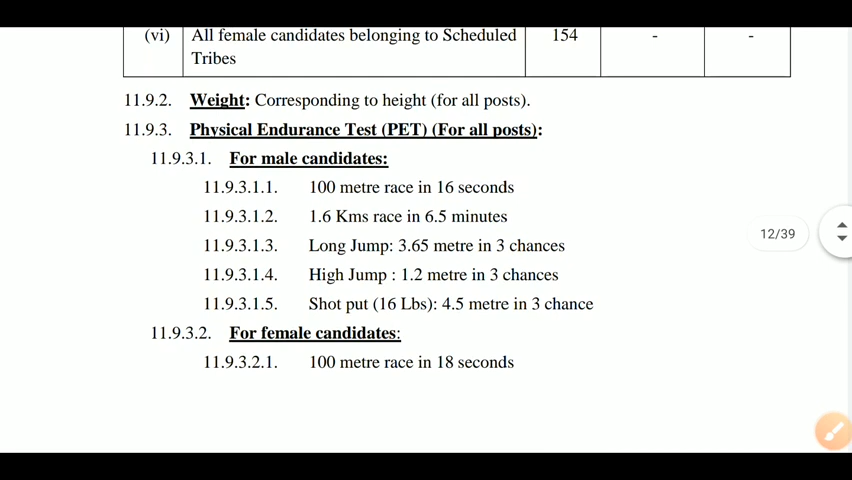 (vi) All female candidates belonging to Scheduled 154 - -
Tribes
11.9.2. Weight: Corresponding to height (for all posts).
11.9.3. Physical Endurance Test (PET) (For all posts):
11.9.3.1. For male candidates:
11.9.3.1.1. 100 metre race in 16 seconds
11.9.3.1.2. 1.6 Kms race in 6.5 minutes
11.9.3.1.3. Long Jump: 3.65 metre in 3 chances
11.9.3.1.4. High Jump : 1.2 metre in 3 chances
11.9.3.1.5. Shot put (16 Lbs): 4.5 metre in 3 chance
11.9.3.2. For female candidates:
11.9.3.2.1. 100 metre race in 18 seconds
12/39